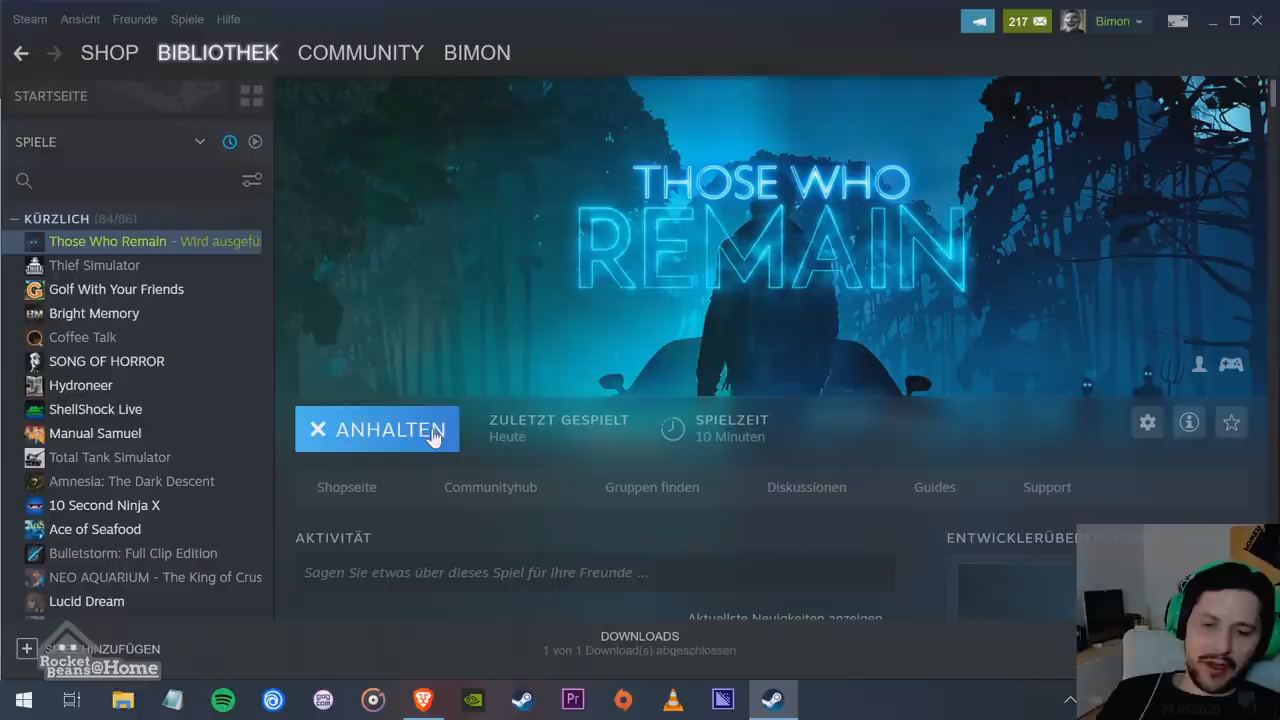 Steam Ansicht Freunde Spiele Hilfe
217
Bimon
SHOP BIBLIOTHEK COMMUNITY BIMON
STARTSEITE
SPIELE
KÜRZLICH (84/86)
Those Who Remain - Wird ausgefü
Thief Simulator
Golf With Your Friends
Bright Memory
Coffee Talk
SONG OF HORROR
Hydroneer
ShellShock Live
Manual Samuel
Total Tank Simulator
Amnesia: The Dark Descent
10 Second Ninja X
Ace of Seafood
Bulletstorm: Full Clip Edition
NEO AQUARIUM - The King of Crus
Lucid Dream
HINZUFÜGEN
Rocket
Beans@Home
THOSE WHO
REMAIN
ANHALTEN
ZULETZT GESPIELT
Heute
SPIELZEIT
10 Minuten
Shopseite Communityhub Gruppen finden Diskussionen Guides Support
AKTIVITÄT
Sagen Sie etwas über dieses Spiel für Ihre Freunde ...
Aktuellste Neuigkeiten anzeigen
DOWNLOADS
1 von 1 Download(s) abgeschlossen
Pr